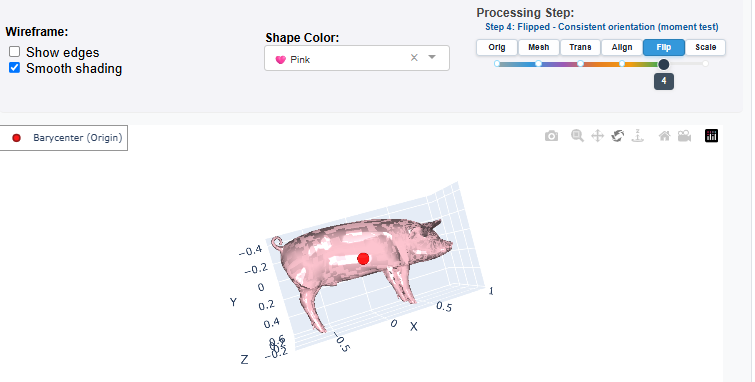 Processing Step:
Step 4: Flipped - Consistent orientation (moment test)
Wireframe:
Show edges
Smooth shading
Shape Color:
Pink
Orig Mesh Trans Align Flip Scale
4
Barycenter (Origin)
−0.4
−0.2
0
0.2
0.4
Y
Z
−0.2
−0.5
0
0.5
1
X